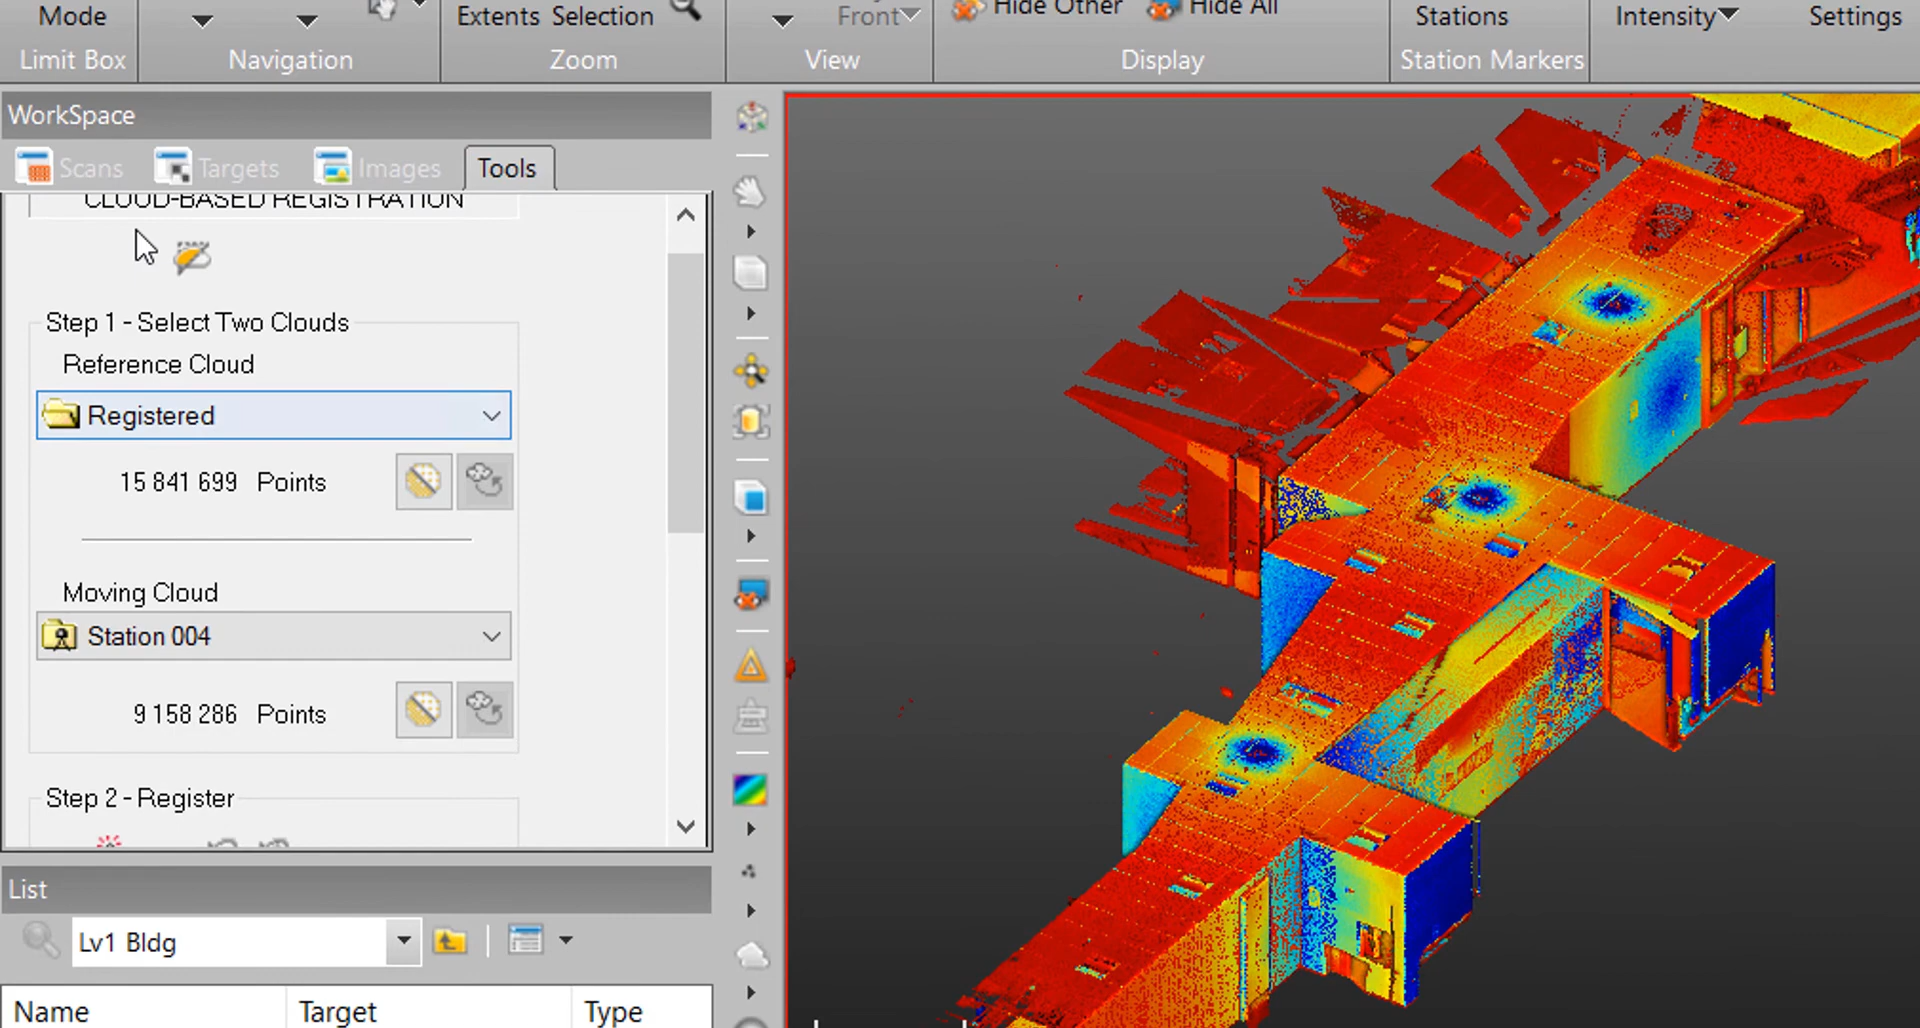 Mode
Limit Box
Navigation
Extents Selection
Zoom
Front
View
Hide Other
Hide All
Display
Stations
Station Markers
Intensity
Settings
WorkSpace
Scans
Targets
Images
Tools
CLOUD-BASED REGISTRATION
Step 1 - Select Two Clouds
Reference Cloud
Registered
15 841 699 Points
Moving Cloud
Station 004
9 158 286 Points
Step 2 - Register
List
Lv1 Bldg
Name Target Type